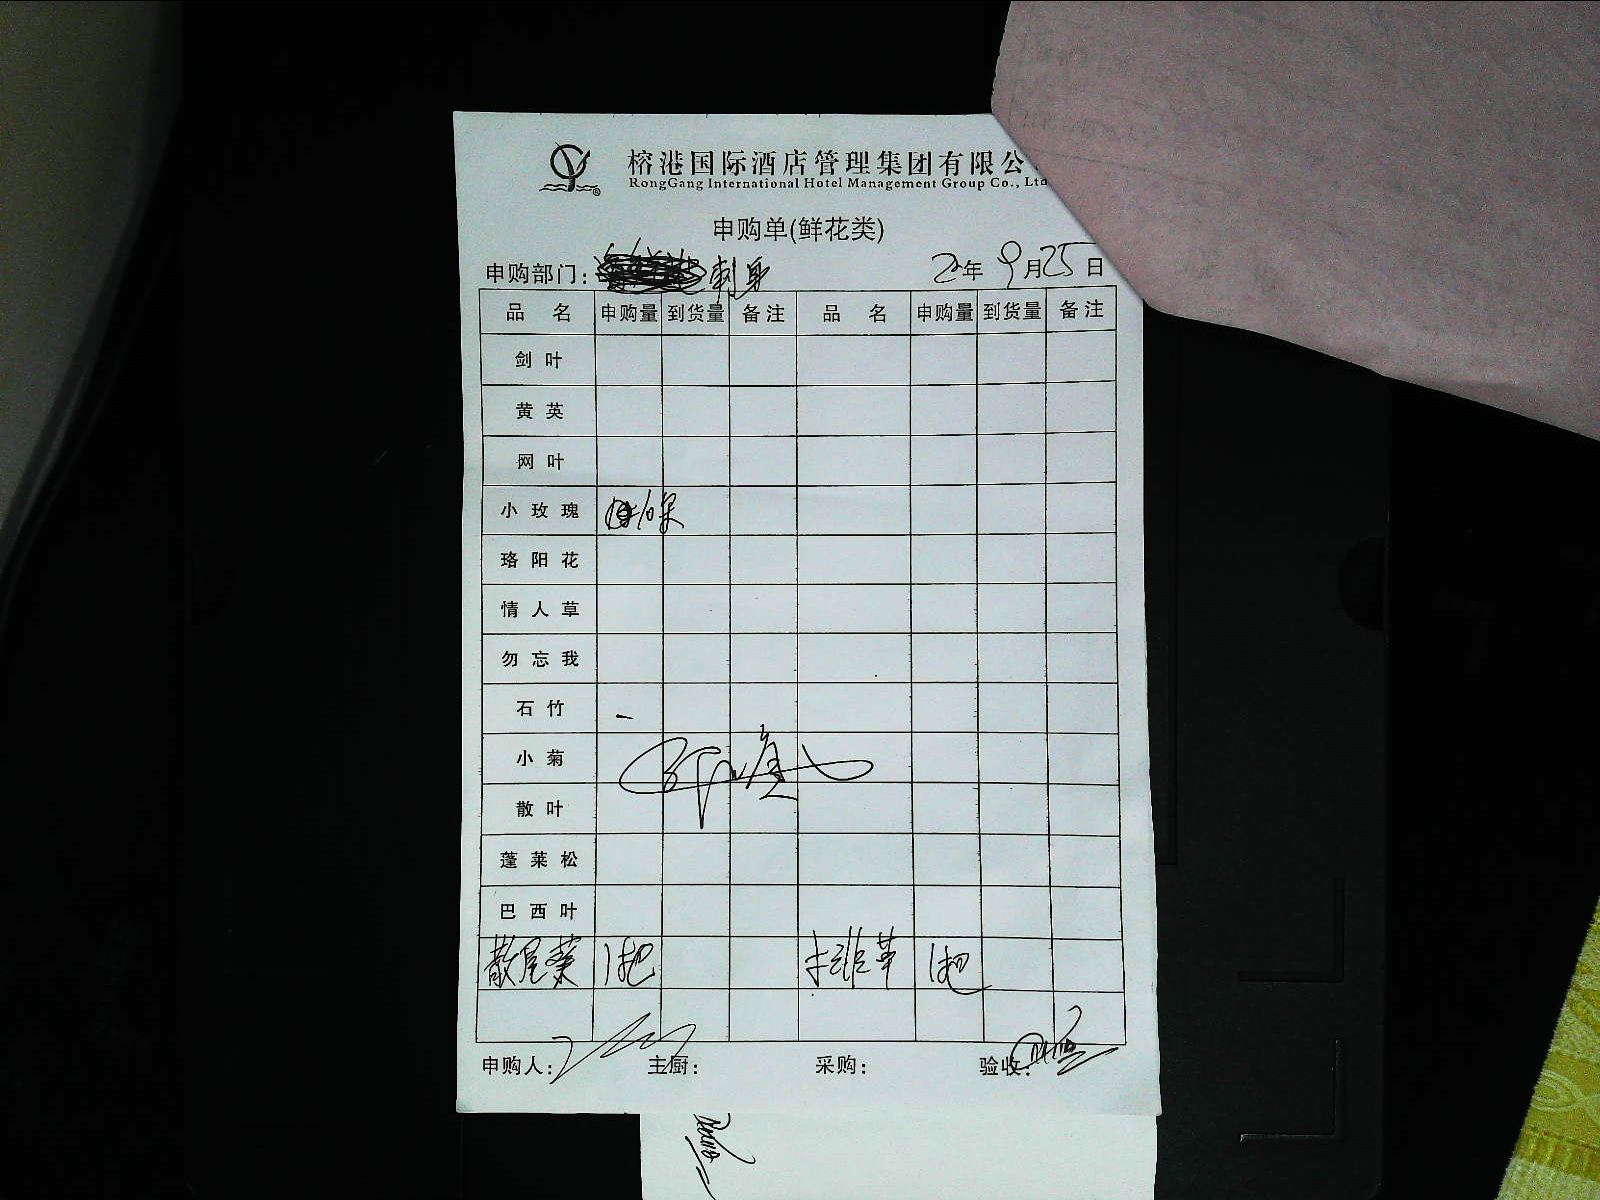 榕港国际酒店管理集团有限公
RongGang International Hotel Management Group Co., Ltd
申购单(鲜花类)
申购部门: 刺身 年 9月25日
品名 申购量 到货量 备注 品名 申购量 到货量 备注
剑叶
黄英
网叶
小玫瑰
珞阳花
情人草
勿忘我
石竹
小菊
散叶
蓬莱松
巴西叶
散尾葵 1把 1把
申购人: 主厨: 采购: 验收: